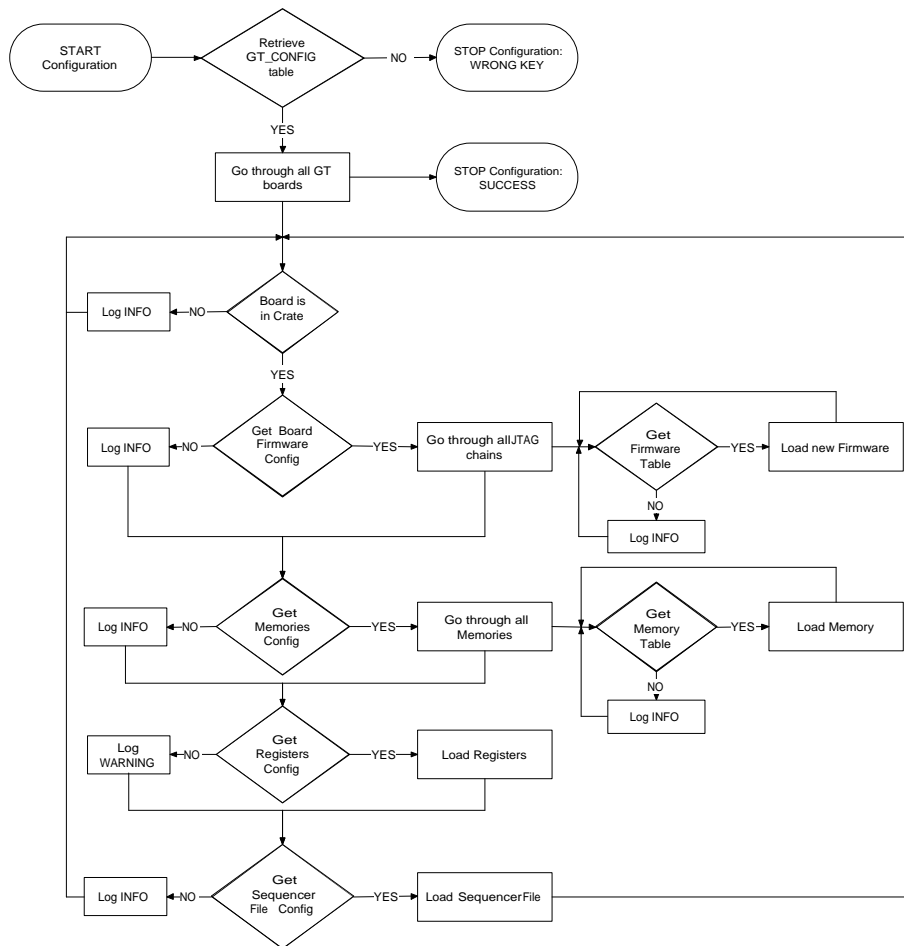 START
Configuration
Retrieve
GT_CONFIG
table
NO
STOP Configuration:
WRONG KEY
YES
Go through all GT
boards
STOP Configuration:
SUCCESS
Board is
in Crate
NO
Log INFO
YES
Get Board
Firmware
Config
NO
Log INFO
YES
Go through allJTAG
chains
Get
Firmware
Table
YES
Load new Firmware
NO
Log INFO
Get
Memories
Config
NO
Log INFO
YES
Go through all
Memories
Get
Memory
Table
YES
Load Memory
NO
Log INFO
Get
Registers
Config
NO
Log
WARNING
YES
Load Registers
Get
Sequencer
File Config
NO
Log INFO
YES
Load SequencerFile